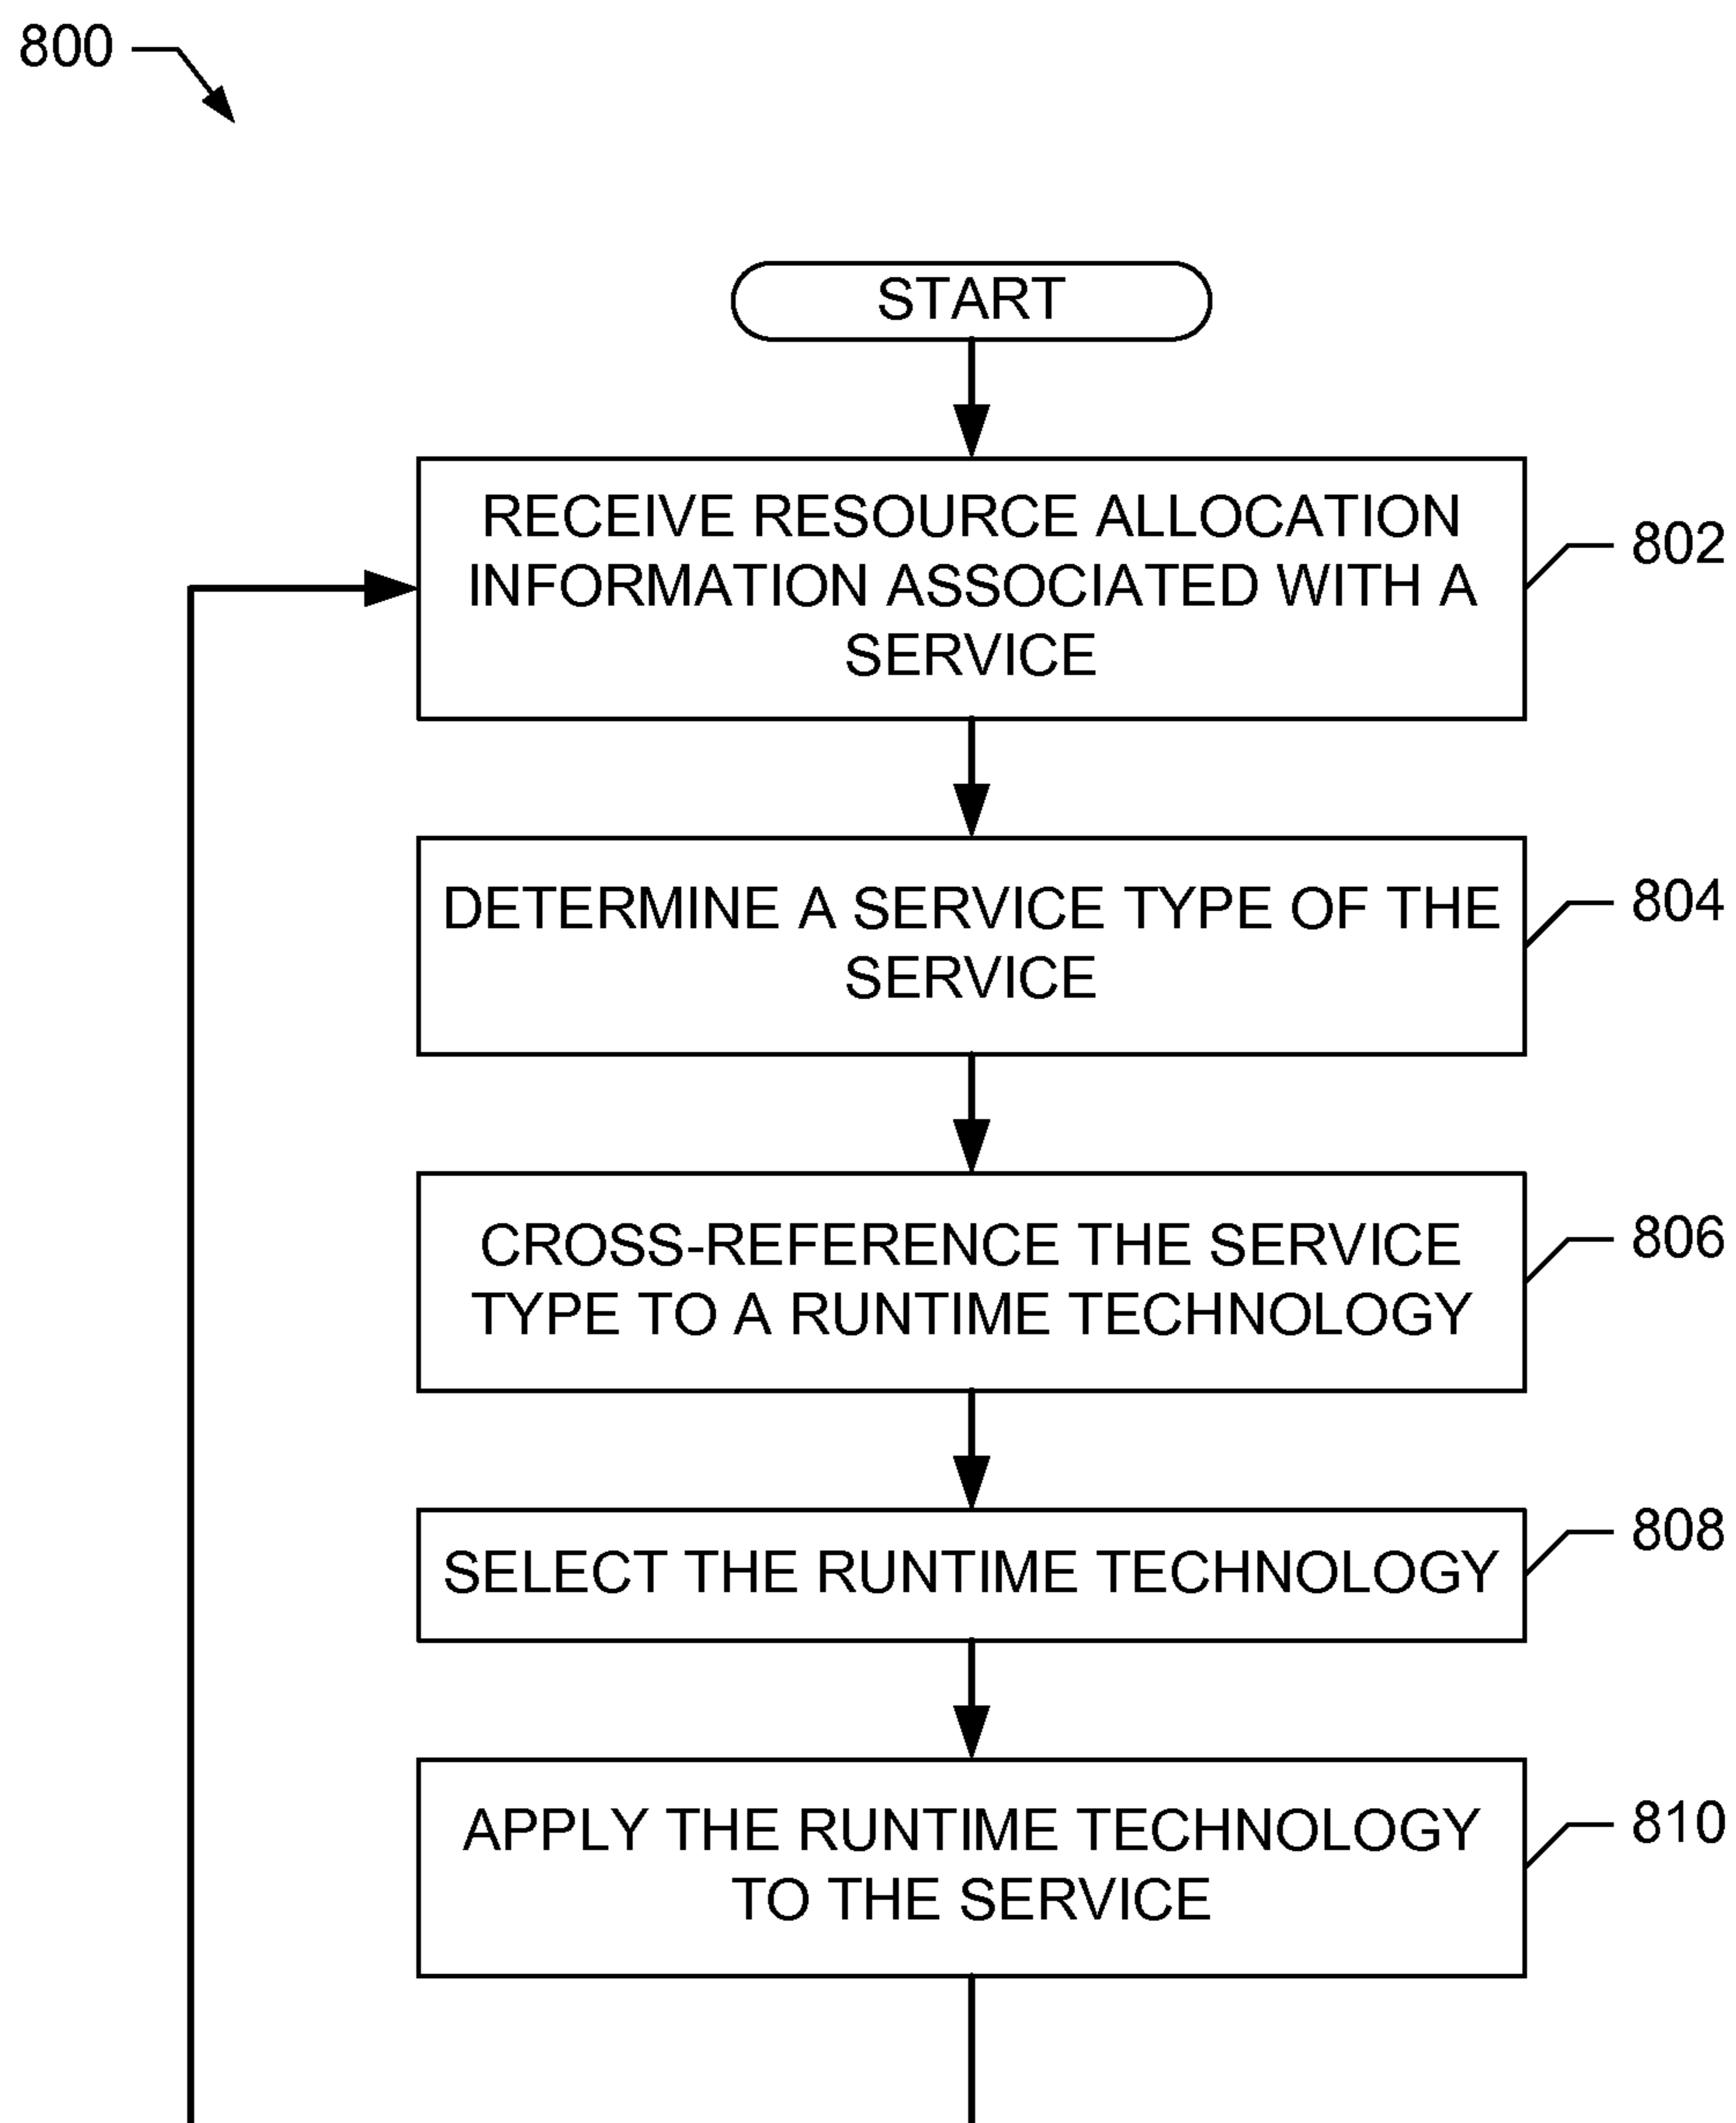 800
START
RECEIVE RESOURCE ALLOCATION
INFORMATION ASSOCIATED WITH A
SERVICE
802
DETERMINE A SERVICE TYPE OF THE
SERVICE
804
CROSS-REFERENCE THE SERVICE
TYPE TO A RUNTIME TECHNOLOGY
806
SELECT THE RUNTIME TECHNOLOGY
808
APPLY THE RUNTIME TECHNOLOGY
TO THE SERVICE
810